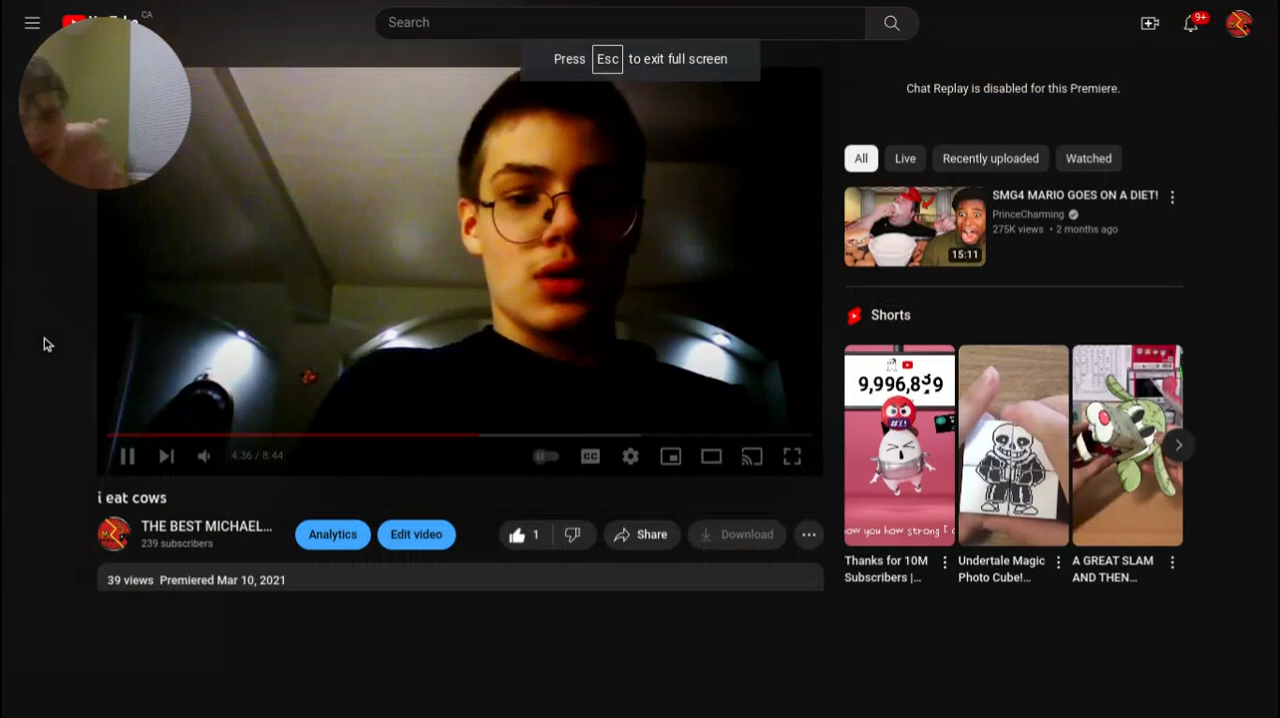 CA
Search
9+
Press Esc to exit full screen
Chat Replay is disabled for this Premiere.
All
Live
Recently uploaded
Watched
SMG4 MARIO GOES ON A DIET!
PrinceCharming
275K views • 2 months ago
15:11
Shorts
#%!
Thanks for 10M
Subscribers |...
Undertale Magic
Photo Cube!...
A GREAT SLAM
AND THEN...
4:36 / 8:44
CC
i eat cows
THE BEST MICHAEL...
239 subscribers
Analytics
Edit video
1
Share
Download
39 views Premiered Mar 10, 2021